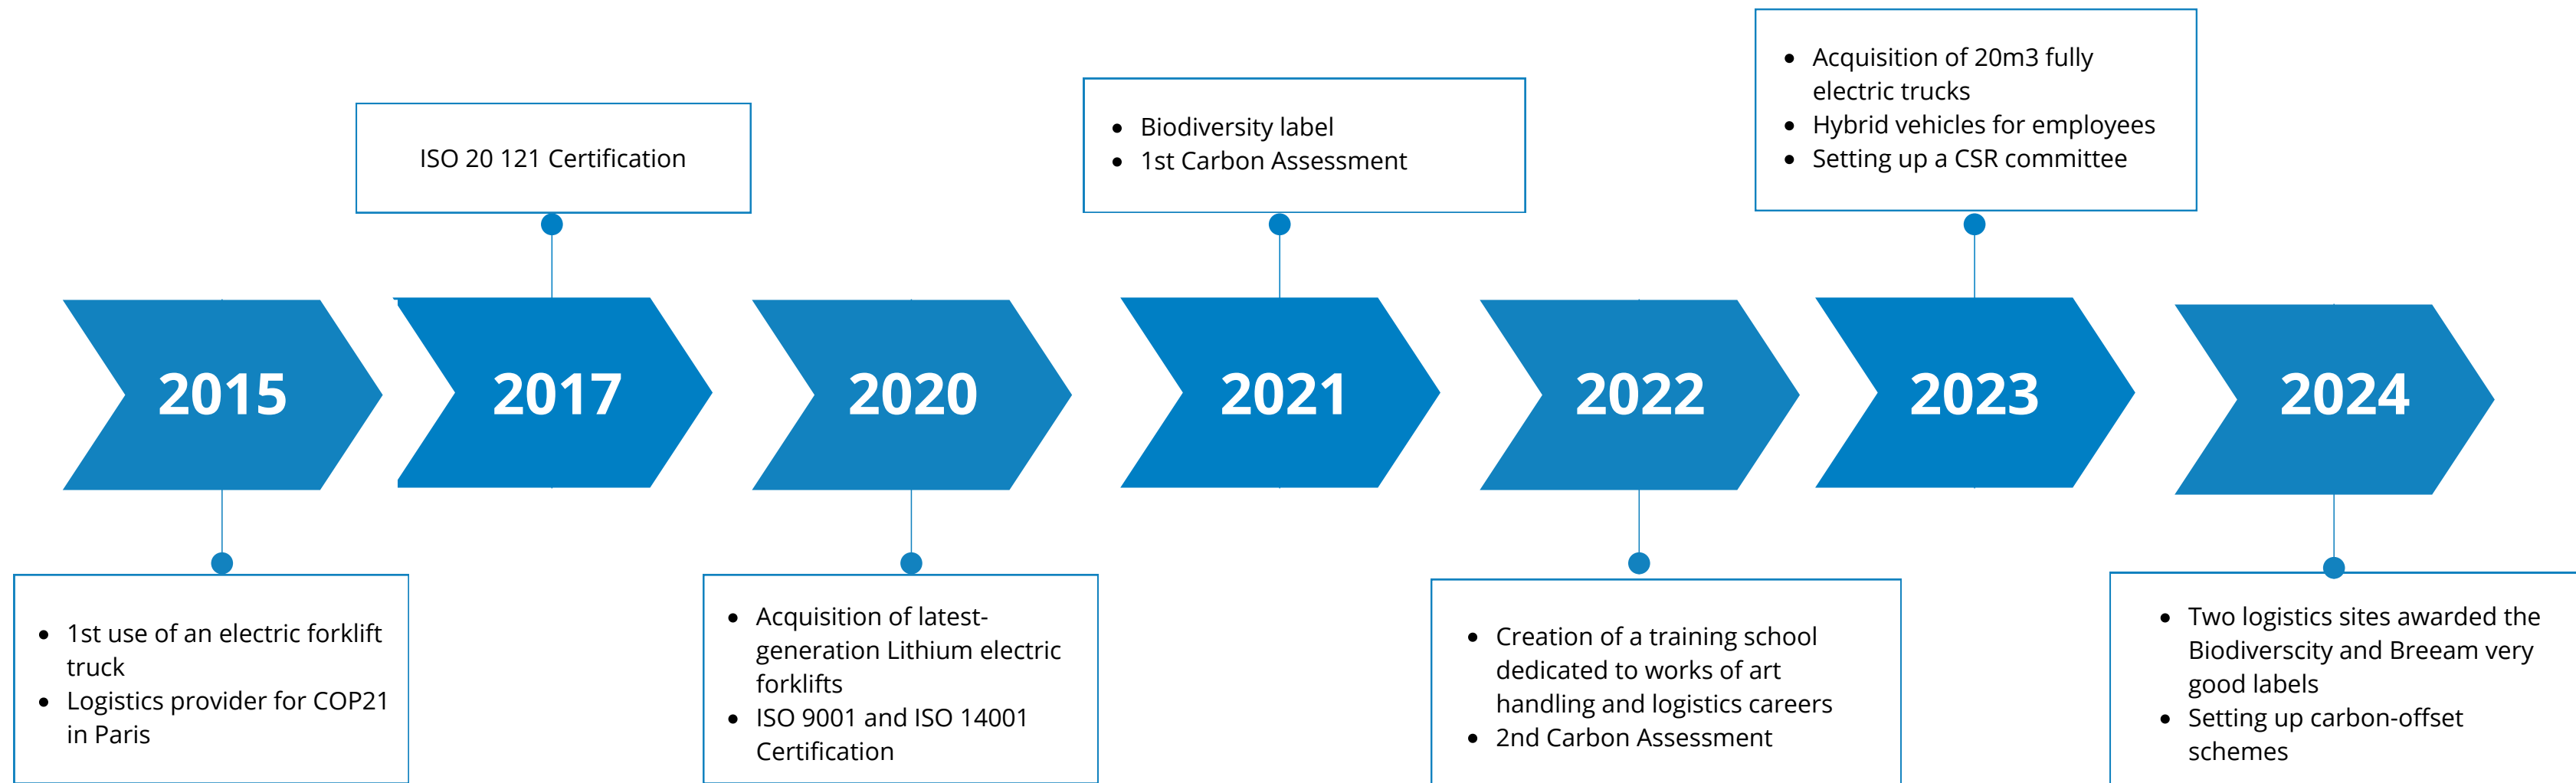 2015
• 1st use of an electric forklift
truck
• Logistics provider for COP21
in Paris
ISO 20 121 Certification
2017
2020
• Acquisition of latest-
generation Lithium electric
forklifts
• ISO 9001 and ISO 14001
Certification
• Biodiversity label
• 1st Carbon Assessment
2021
2022
• Creation of a training school
dedicated to works of art
handling and logistics careers
• 2nd Carbon Assessment
• Acquisition of 20m3 fully
electric trucks
• Hybrid vehicles for employees
• Setting up a CSR committee
2023
2024
• Two logistics sites awarded the
Biodiverscity and Breeam very
good labels
• Setting up carbon-offset
schemes